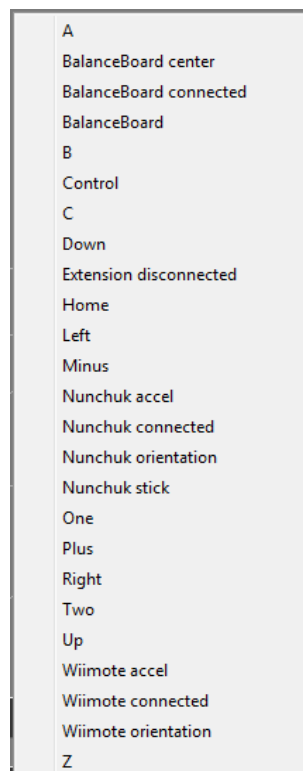 A
BalanceBoard center
BalanceBoard connected
BalanceBoard
B
Control
C
Down
Extension disconnected
Home
Left
Minus
Nunchuk accel
Nunchuk connected
Nunchuk orientation
Nunchuk stick
One
Plus
Right
Two
Up
Wiimote accel
Wiimote connected
Wiimote orientation
Z